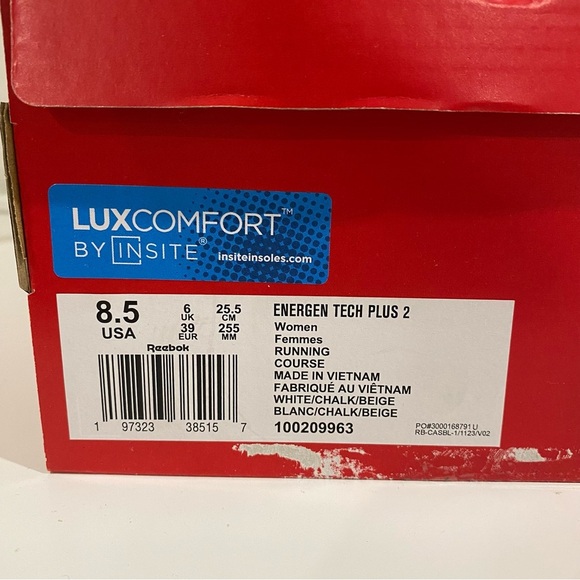 LUXCOMFORT™
BY INSITE® insiteinsoles.com
8.5
USA
6
UK
39
EUR
25.5
CM
255
MM
Reebok
1 97323 38515 7
ENERGEN TECH PLUS 2
Women
Femmes
RUNNING
COURSE
MADE IN VIETNAM
FABRIQUÉ AU VIÊTNAM
WHITE/CHALK/BEIGE
BLANC/CHALK/BEIGE
100209963
PO#3000168791LI
RB-CASBL-1/1123/V02